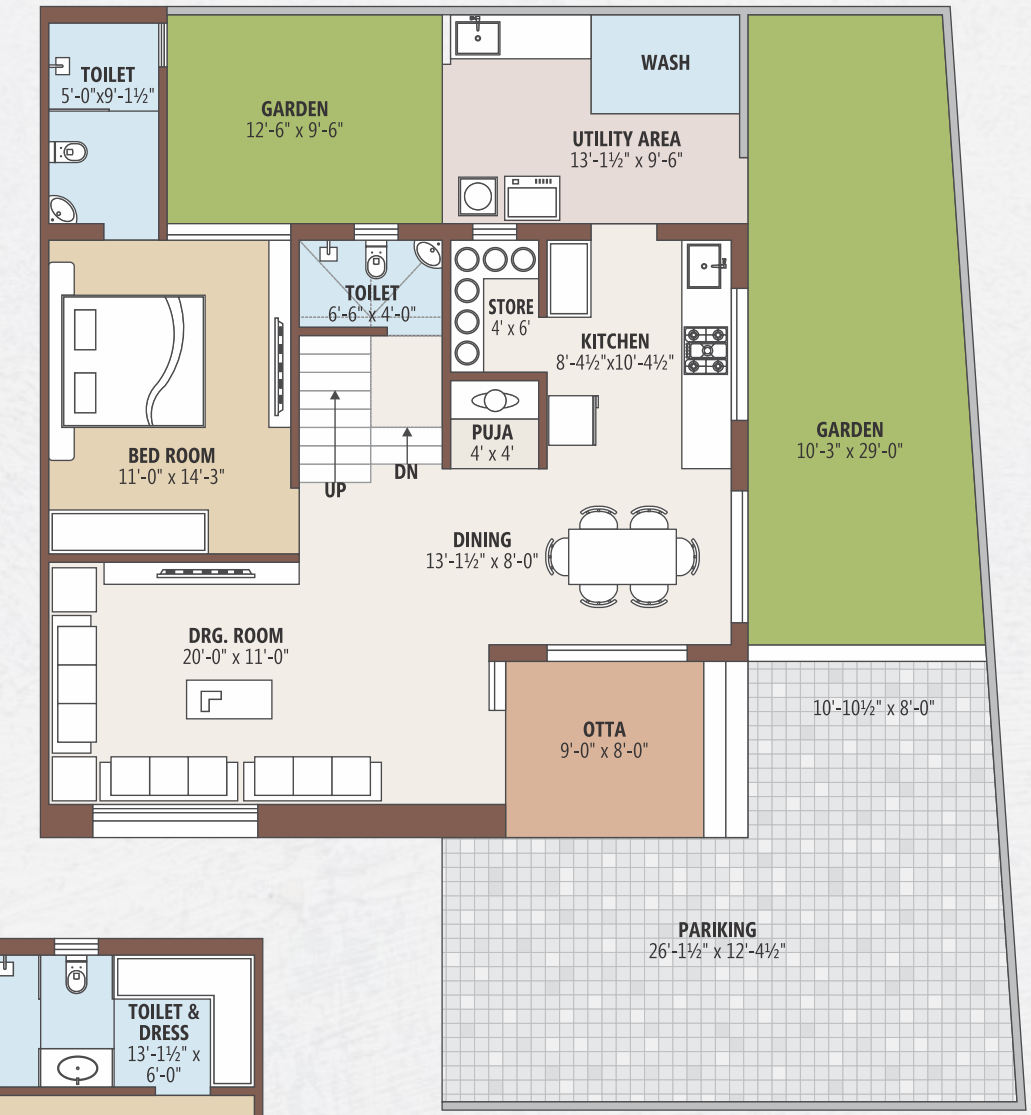 TOILET
5'-0"x9'-1½"
GARDEN
12'-6" x 9'-6"
WASH
UTILITY AREA
13'-1½" x 9'-6"
TOILET
6'-6" x 4'-0"
STORE
4' x 6'
KITCHEN
8'-4½"x10'-4½"
BED ROOM
11'-0" x 14'-3"
PUJA
4' x 4'
GARDEN
10'-3" x 29'-0"
UP
DN
DINING
13'-1½" x 8'-0"
DRG. ROOM
20'-0" x 11'-0"
OTTA
9'-0" x 8'-0"
10'-10½" x 8'-0"
PARIKING
26'-1½" x 12'-4½"
TOILET &
DRESS
13'-1½" x
6'-0"